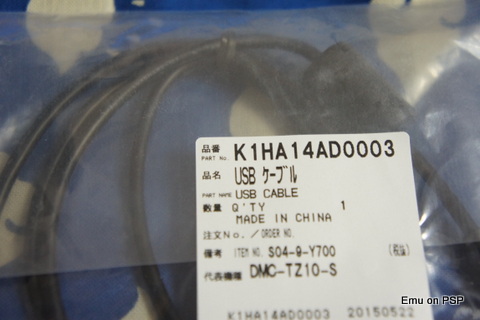 品番 PART No. K1HA14AD0003
品名 USB ケーブル
PART NAME USB CABLE
数量 Q'TY 1
MADE IN CHINA
注文No./ORDER NO.
備考 ITEM NO. S04-9-Y700 (税抜)
代表機種 DMC-TZ10-S
K1HA14AD0003 20150522
Emu on PSP